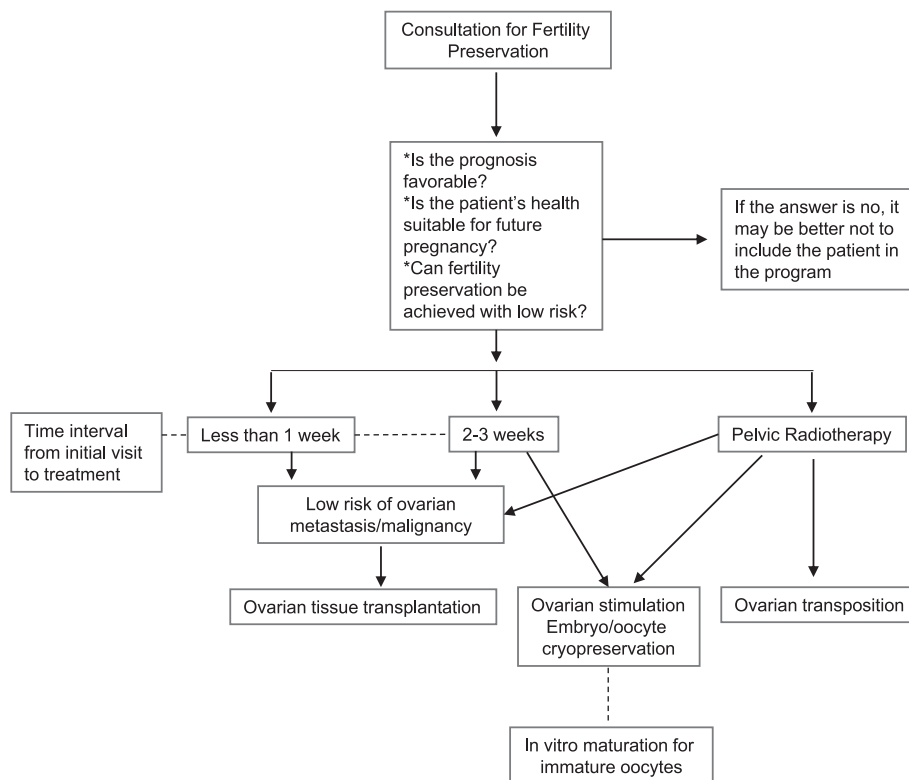 Consultation for Fertility
Preservation
*Is the prognosis
favorable?
*Is the patient's health
suitable for future
pregnancy?
*Can fertility
preservation be
achieved with low risk?
If the answer is no, it
may be better not to
include the patient in
the program
Time interval
from initial visit
to treatment
Less than 1 week
2-3 weeks
Pelvic Radiotherapy
Low risk of ovarian
metastasis/malignancy
Ovarian tissue transplantation
Ovarian stimulation
Embryo/oocyte
cryopreservation
Ovarian transposition
In vitro maturation for
immature oocytes